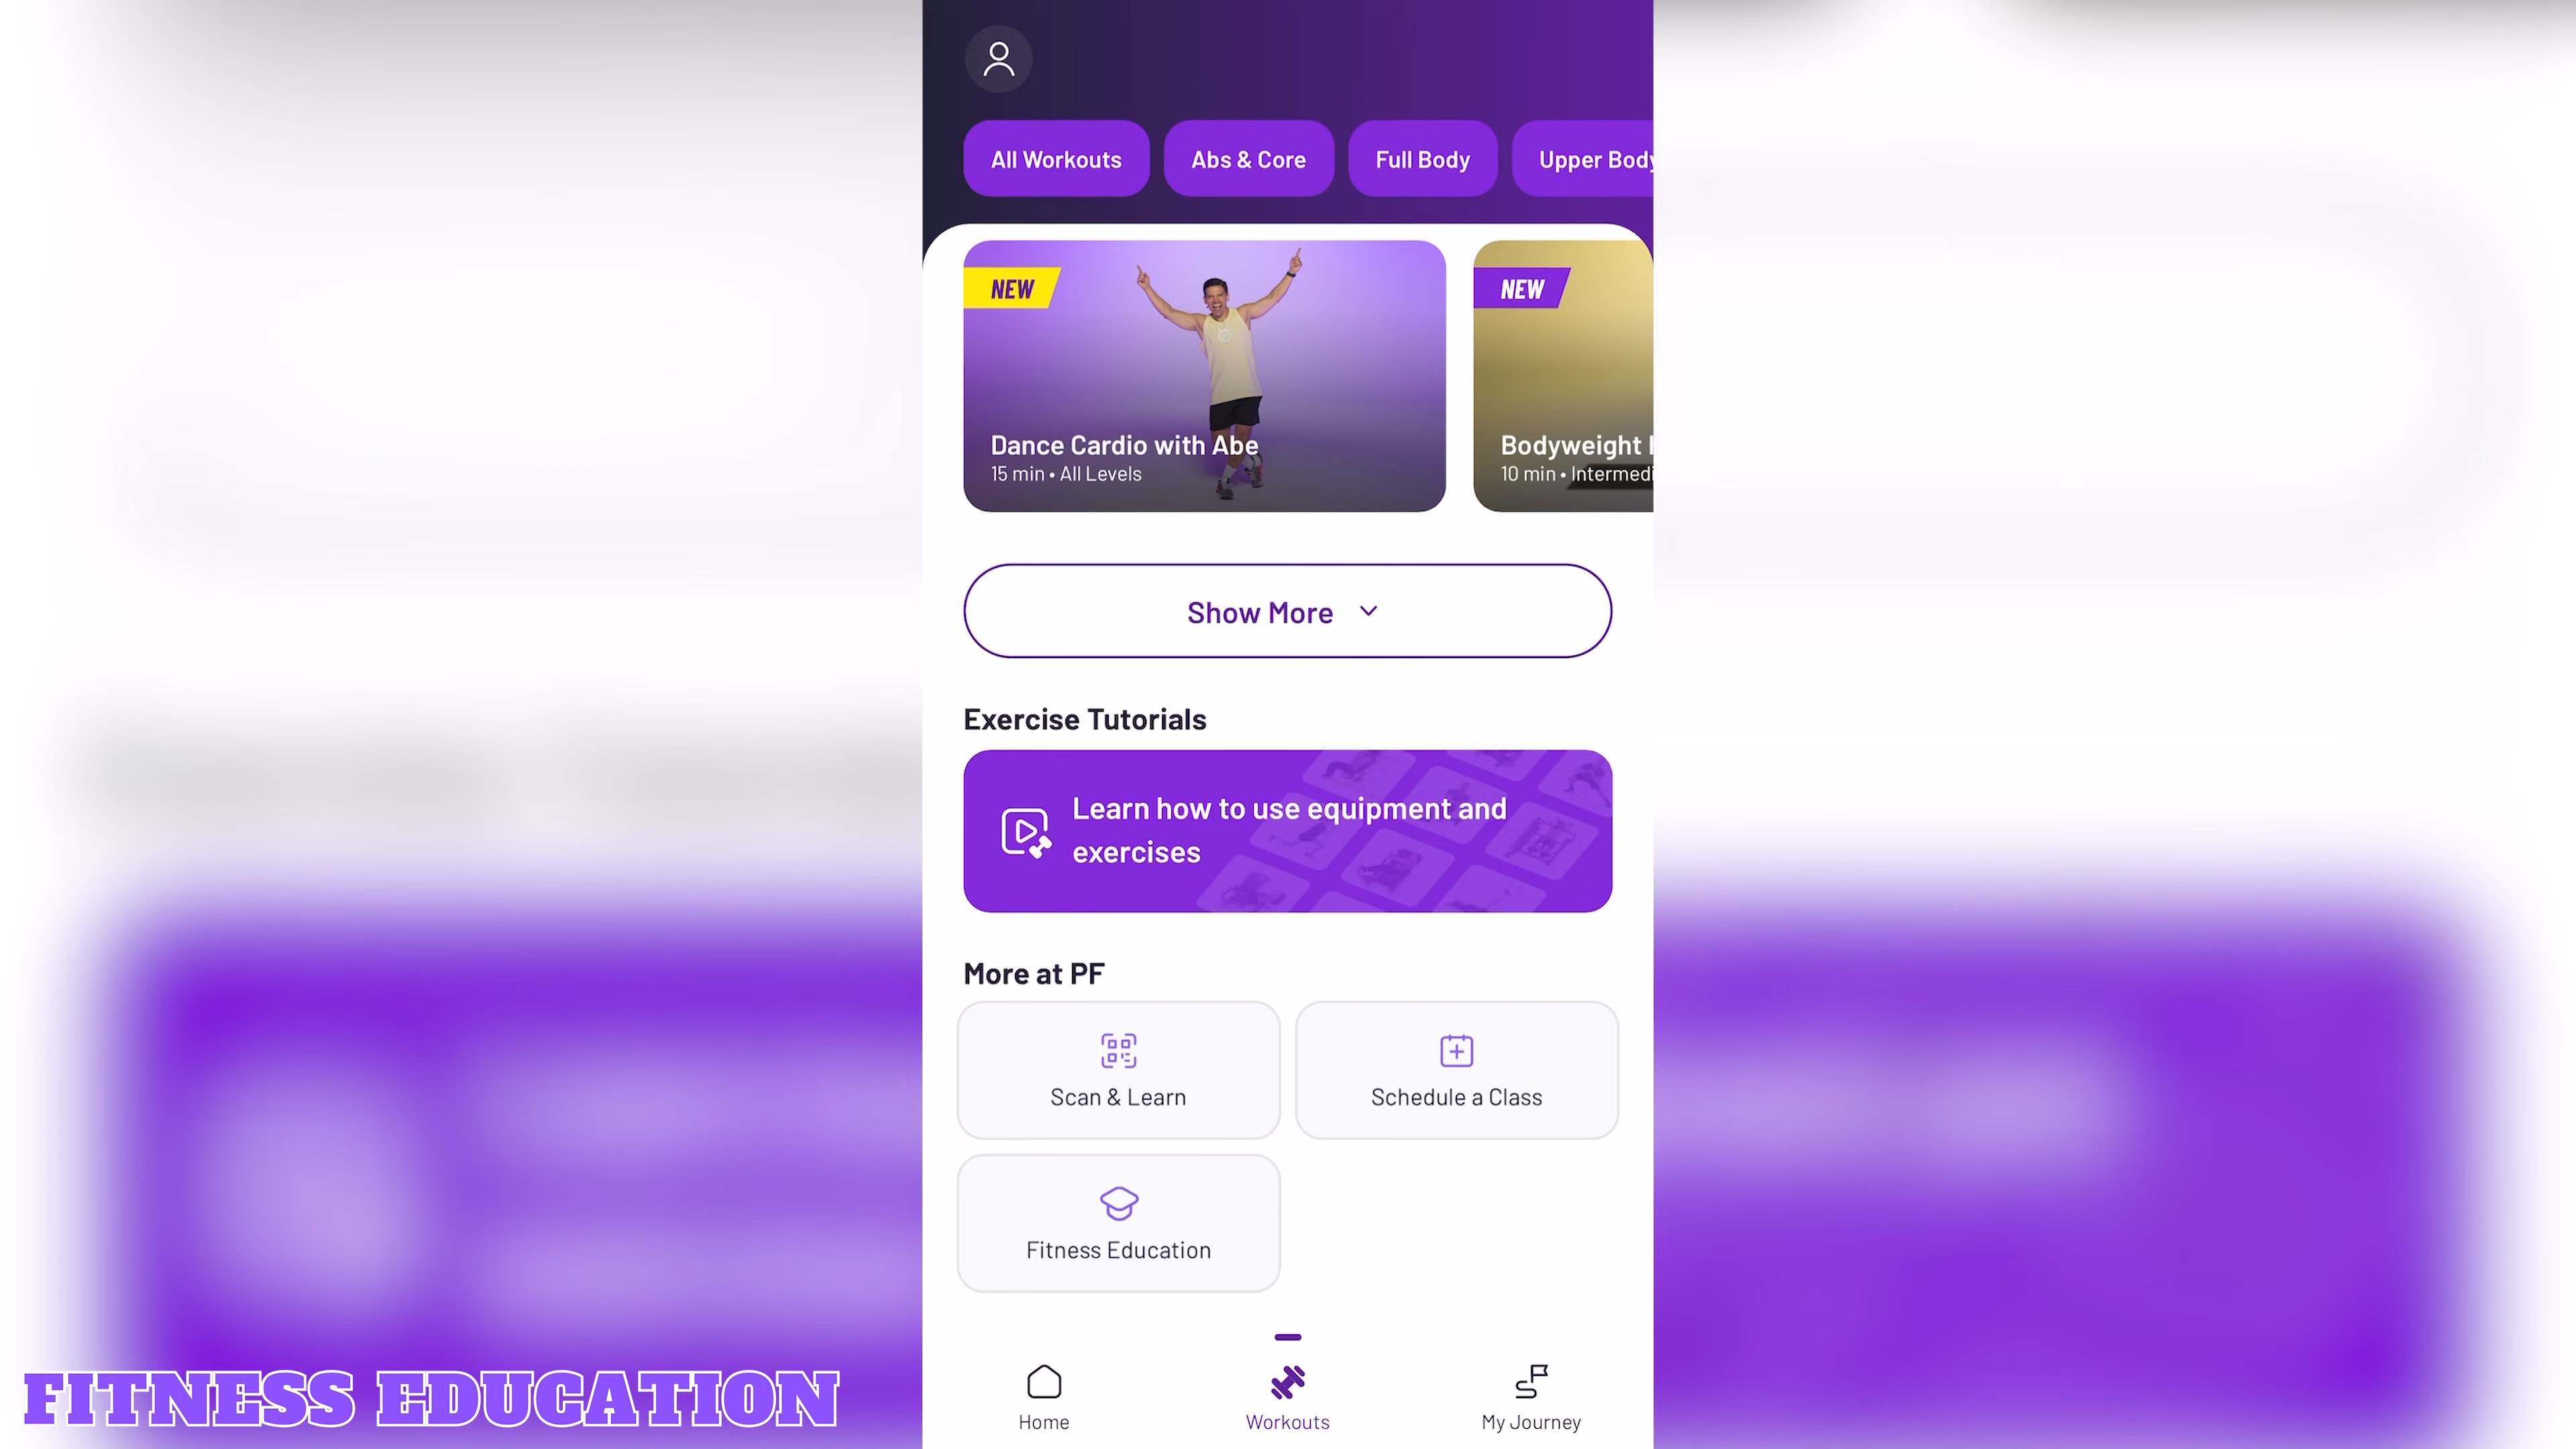 All Workouts
Abs & Core
Full Body
Upper Body
NEW
Dance Cardio with Abe
15 min • All Levels
NEW
Bodyweight
10 min • Intermedi
Show More
Exercise Tutorials
Learn how to use equipment and
exercises
More at PF
Scan & Learn
Schedule a Class
Fitness Education
Home
Workouts
My Journey
FITNESS EDUCATION